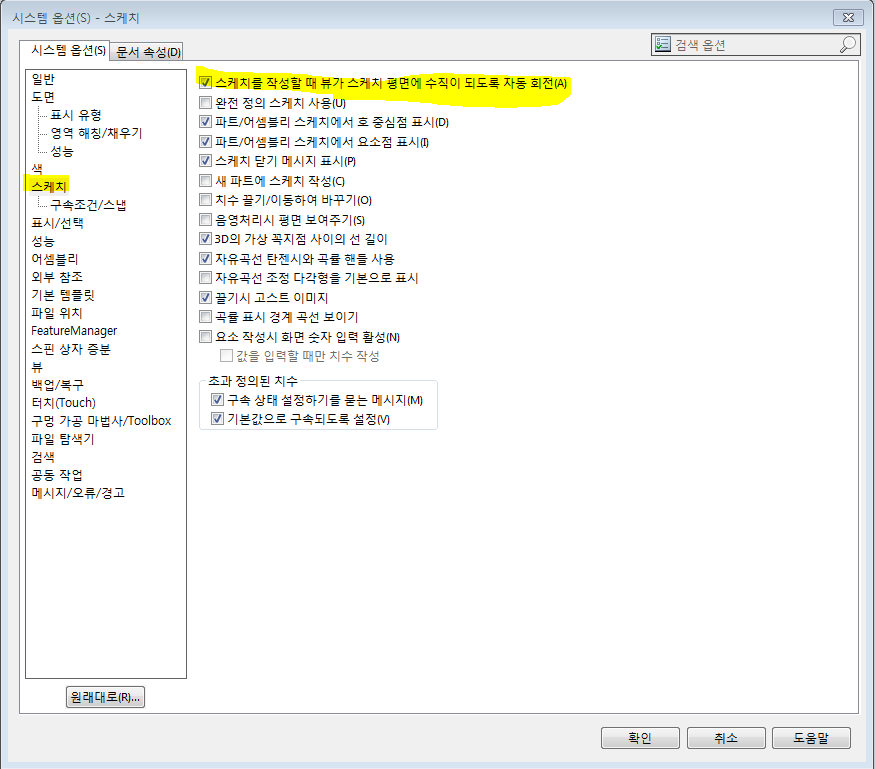 시스템 옵션(S) - 스케치
시스템 옵션(S)
문서 속성(D)
검색 옵션
일반
도면
표시 유형
영역 해칭/채우기
성능
색
스케치
구속조건/스냅
표시/선택
성능
어셈블리
외부 참조
기본 템플릿
파일 위치
FeatureManager
스핀 상자 증분
뷰
백업/복구
터치(Touch)
구멍 가공 마법사/Toolbox
파일 탐색기
검색
공동 작업
메시지/오류/경고
원래대로(R)...
스케치를 작성할 때 뷰가 스케치 평면에 수직이 되도록 자동 회전(A)
완전 정의 스케치 사용(U)
파트/어셈블리 스케치에서 호 중심점 표시(D)
파트/어셈블리 스케치에서 요소점 표시(I)
스케치 닫기 메시지 표시(P)
새 파트에 스케치 작성(C)
치수 끌기/이동하여 바꾸기(O)
음영처리시 평면 보여주기(S)
3D의 가상 꼭지점 사이의 선 길이
자유곡선 탄젠시와 곡률 핸들 사용
자유곡선 조정 다각형을 기본으로 표시
끌기시 고스트 이미지
곡률 표시 경계 곡선 보이기
요소 작성시 화면 숫자 입력 활성(N)
값을 입력할 때만 치수 작성
초과 정의된 치수
구속 상태 설정하기를 묻는 메시지(M)
기본값으로 구속되도록 설정(V)
확인
취소
도움말